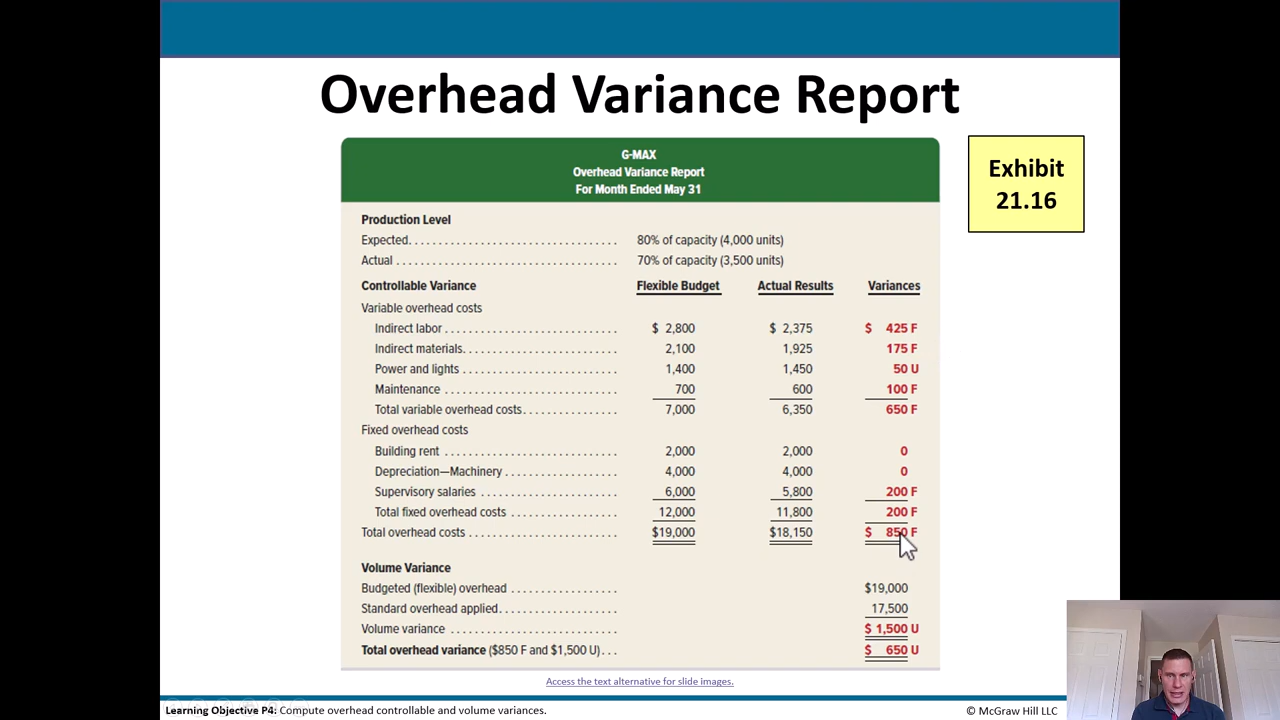 Overhead Variance Report
Exhibit
21.16
G-MAX
Overhead Variance Report
For Month Ended May 31
Production Level
Expected. . . . . . . . . . . . . . . . . . . . . . . . . . . . . . . . . . 80% of capacity (4,000 units)
Actual . . . . . . . . . . . . . . . . . . . . . . . . . . . . . . . . . . . . 70% of capacity (3,500 units)
Controllable Variance Flexible Budget Actual Results Variances
Variable overhead costs
Indirect labor . . . . . . . . . . . . . . . . . . . . . . . . . . . . $ 2,800 $ 2,375 $ 425 F
Indirect materials. . . . . . . . . . . . . . . . . . . . . . . . . 2,100 1,925 175 F
Power and lights . . . . . . . . . . . . . . . . . . . . . . . . . 1,400 1,450 50 U
Maintenance . . . . . . . . . . . . . . . . . . . . . . . . . . . . 700 600 100 F
Total variable overhead costs. . . . . . . . . . . . . . . 7,000 6,350 650 F
Fixed overhead costs
Building rent . . . . . . . . . . . . . . . . . . . . . . . . . . . . 2,000 2,000 0
Depreciation—Machinery . . . . . . . . . . . . . . . . . . 4,000 4,000 0
Supervisory salaries . . . . . . . . . . . . . . . . . . . . . . 6,000 5,800 200 F
Total fixed overhead costs . . . . . . . . . . . . . . . . . 12,000 11,800 200 F
Total overhead costs . . . . . . . . . . . . . . . . . . . . . . . . $19,000 $18,150 $ 850 F
Volume Variance
Budgeted (flexible) overhead . . . . . . . . . . . . . . . . . $19,000
Standard overhead applied. . . . . . . . . . . . . . . . . . . 17,500
Volume variance . . . . . . . . . . . . . . . . . . . . . . . . . . . $ 1,500 U
Total overhead variance ($850 F and $1,500 U) . . . $ 650 U
Access the text alternative for slide images.
Learning Objective P4: Compute overhead controllable and volume variances.
© McGraw Hill LLC